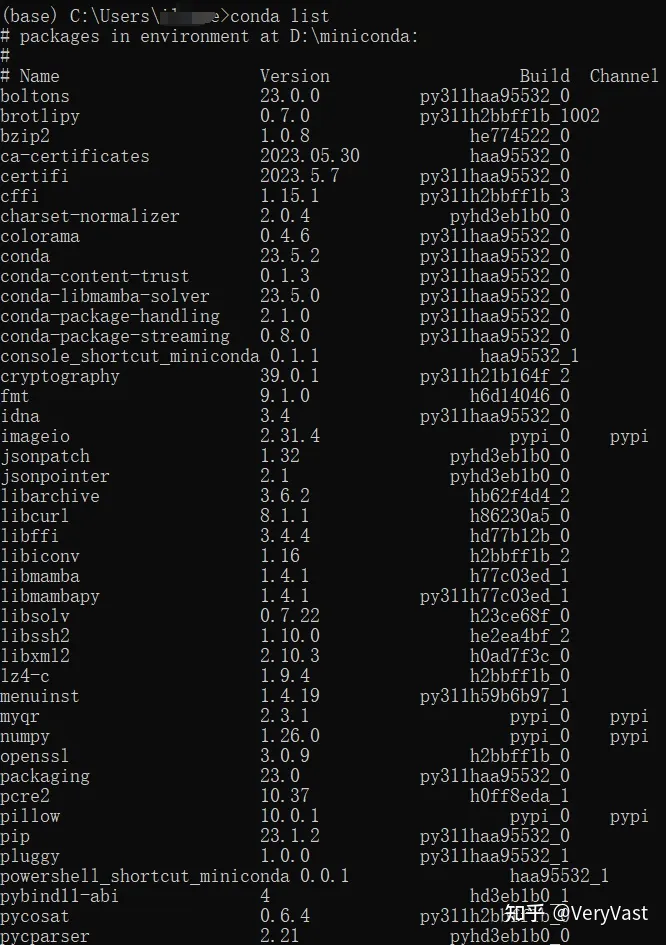 (base) C:\Users\>conda list
# packages in environment at D:\miniconda:
#
# Name Version Build Channel
boltons 23.0.0 py311haa95532_0
brotlipy 0.7.0 py311h2bbff1b_1002
bzip2 1.0.8 he774522_0
ca-certificates 2023.05.30 haa95532_0
certifi 2023.5.7 py311haa95532_0
cffi 1.15.1 py311h2bbff1b_3
charset-normalizer 2.0.4 pyhd3eb1b0_0
colorama 0.4.6 py311haa95532_0
conda 23.5.2 py311haa95532_0
conda-content-trust 0.1.3 py311haa95532_0
conda-libmamba-solver 23.5.0 py311haa95532_0
conda-package-handling 2.1.0 py311haa95532_0
conda-package-streaming 0.8.0 py311haa95532_0
console_shortcut_miniconda 0.1.1 haa95532_1
cryptography 39.0.1 py311h21b164f_2
fmt 9.1.0 h6d14046_0
idna 3.4 py311haa95532_0
imageio 2.31.4 pypi_0 pypi
jsonpatch 1.32 pyhd3eb1b0_0
jsonpointer 2.1 pyhd3eb1b0_0
libarchive 3.6.2 hb62f4d4_2
libcurl 8.1.1 h86230a5_0
libffi 3.4.4 hd77b12b_0
libiconv 1.16 h2bbff1b_2
libmamba 1.4.1 h77c03ed_1
libmambapy 1.4.1 py311h77c03ed_1
libsolv 0.7.22 h23ce68f_0
libssh2 1.10.0 he2ea4bf_2
libxml2 2.10.3 h0ad7f3c_0
lz4-c 1.9.4 h2bbff1b_0
menuinst 1.4.19 py311h59b6b97_1
myqr 2.3.1 pypi_0 pypi
numpy 1.26.0 pypi_0 pypi
openssl 3.0.9 h2bbff1b_0
packaging 23.0 py311haa95532_0
pcre2 10.37 h0ff8eda_1
pillow 10.0.1 pypi_0 pypi
pip 23.1.2 py311haa95532_0
pluggy 1.0.0 py311haa95532_1
powershell_shortcut_miniconda 0.0.1 haa95532_1
pybind11-abi 4 hd3eb1b0_1
pycosat 0.6.4
知乎 @VeryVast
pycparser 2.21 pyhd3eb1b0_0